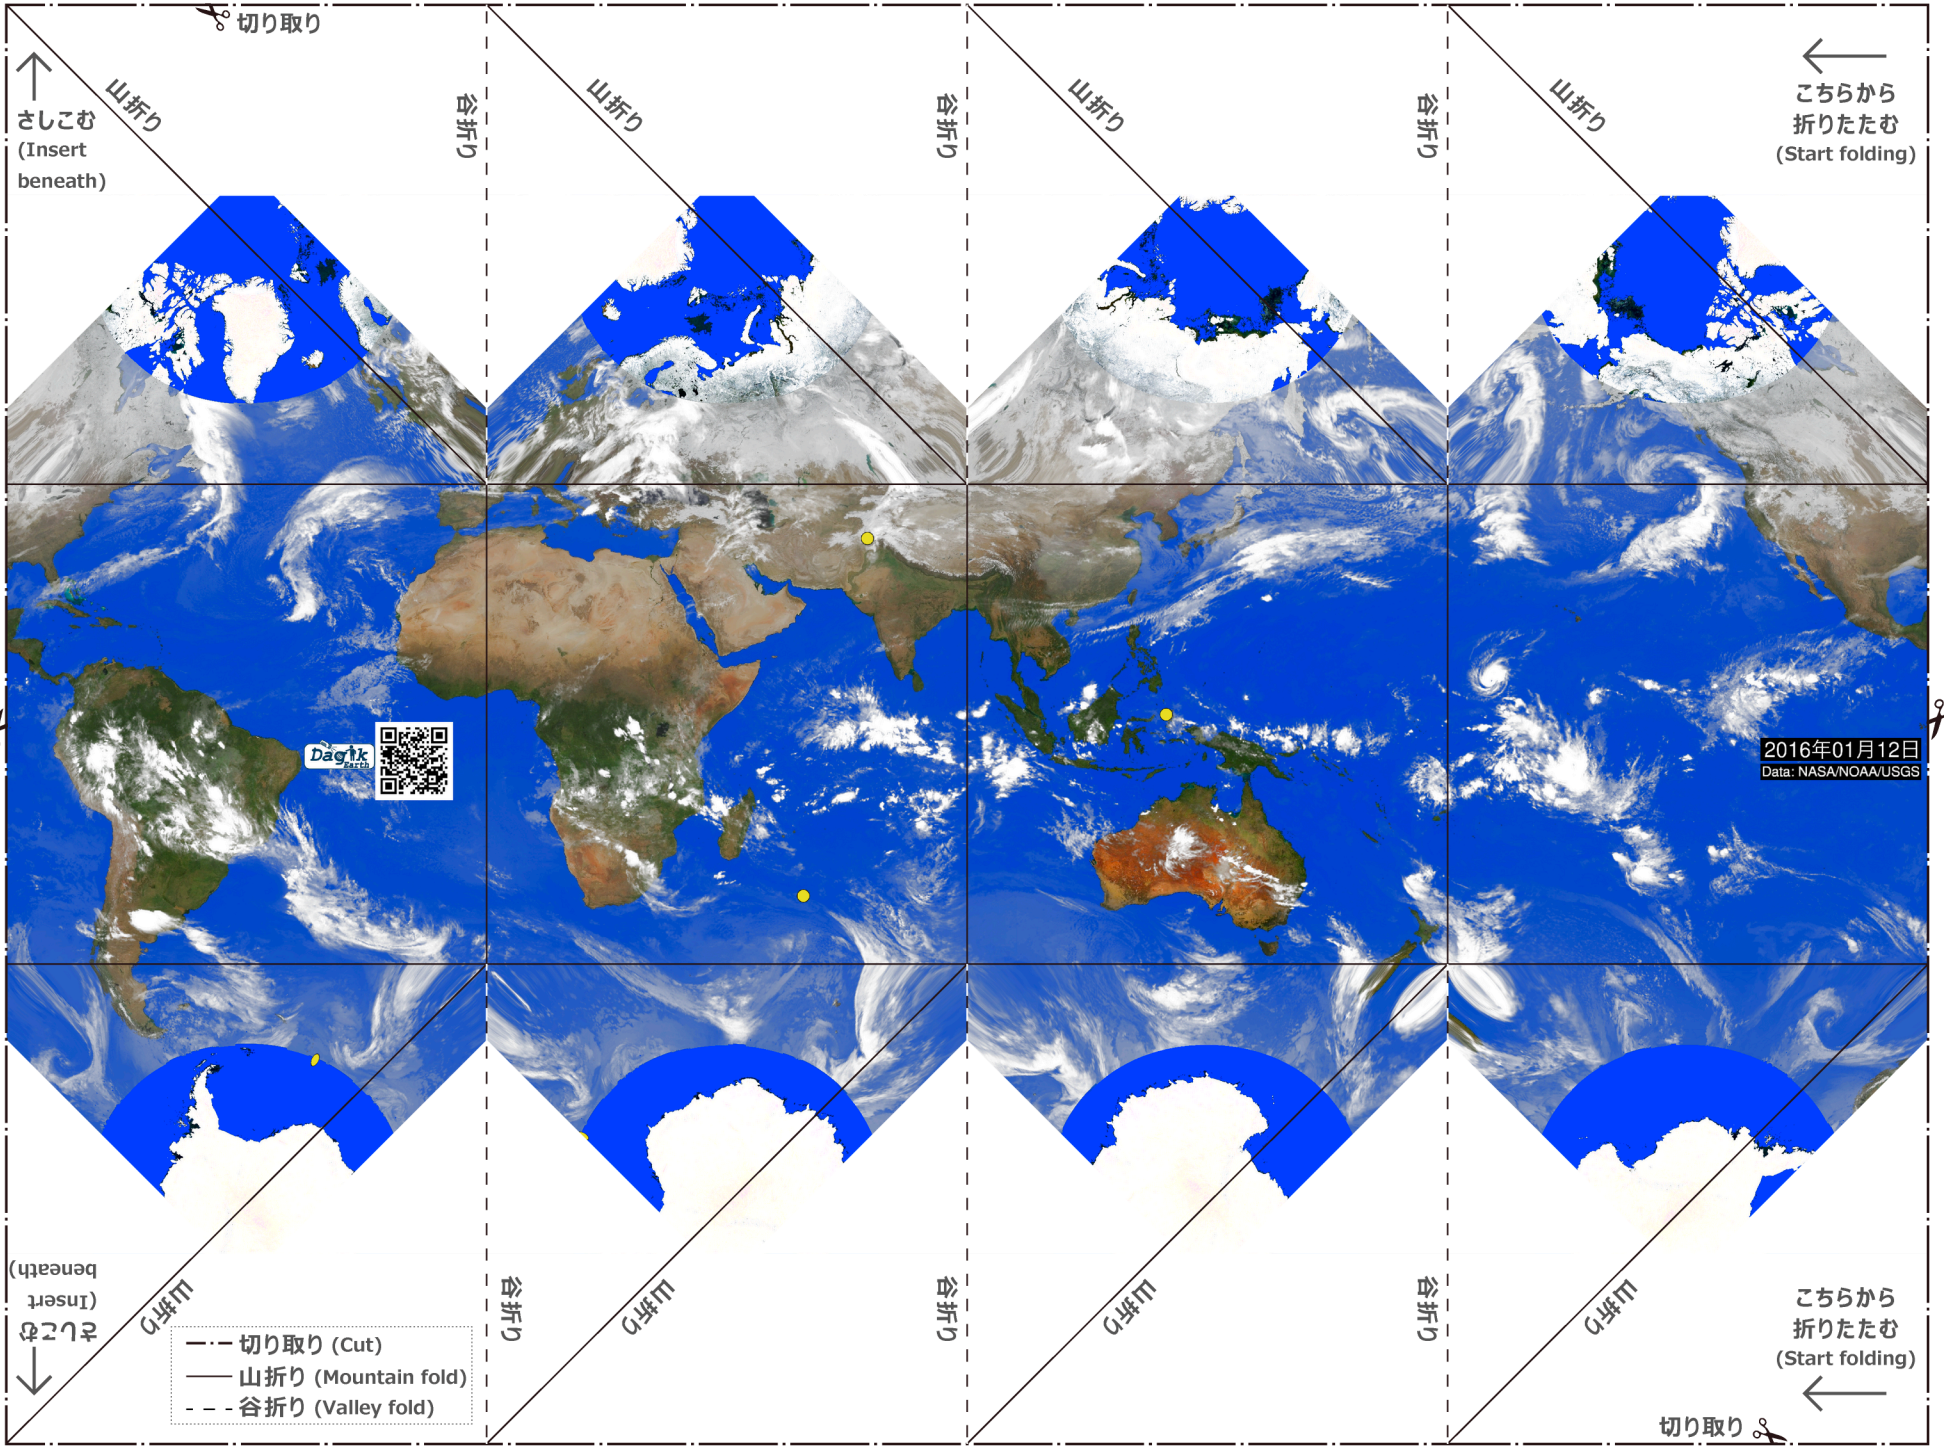 切り取り
山折り
谷折り
山折り
谷折り
山折り
谷折り
山折り
さしこむ
(Insert
beneath)
こちらから
折りたたむ
(Start folding)
Dagik
Earth
2016年01月12日
Data: NASA/NOAA/USGS
さしこむ
(Insert
beneath)
山折り
谷折り
山折り
谷折り
山折り
谷折り
山折り
こちらから
折りたたむ
(Start folding)
切り取り (Cut)
山折り (Mountain fold)
谷折り (Valley fold)
切り取り